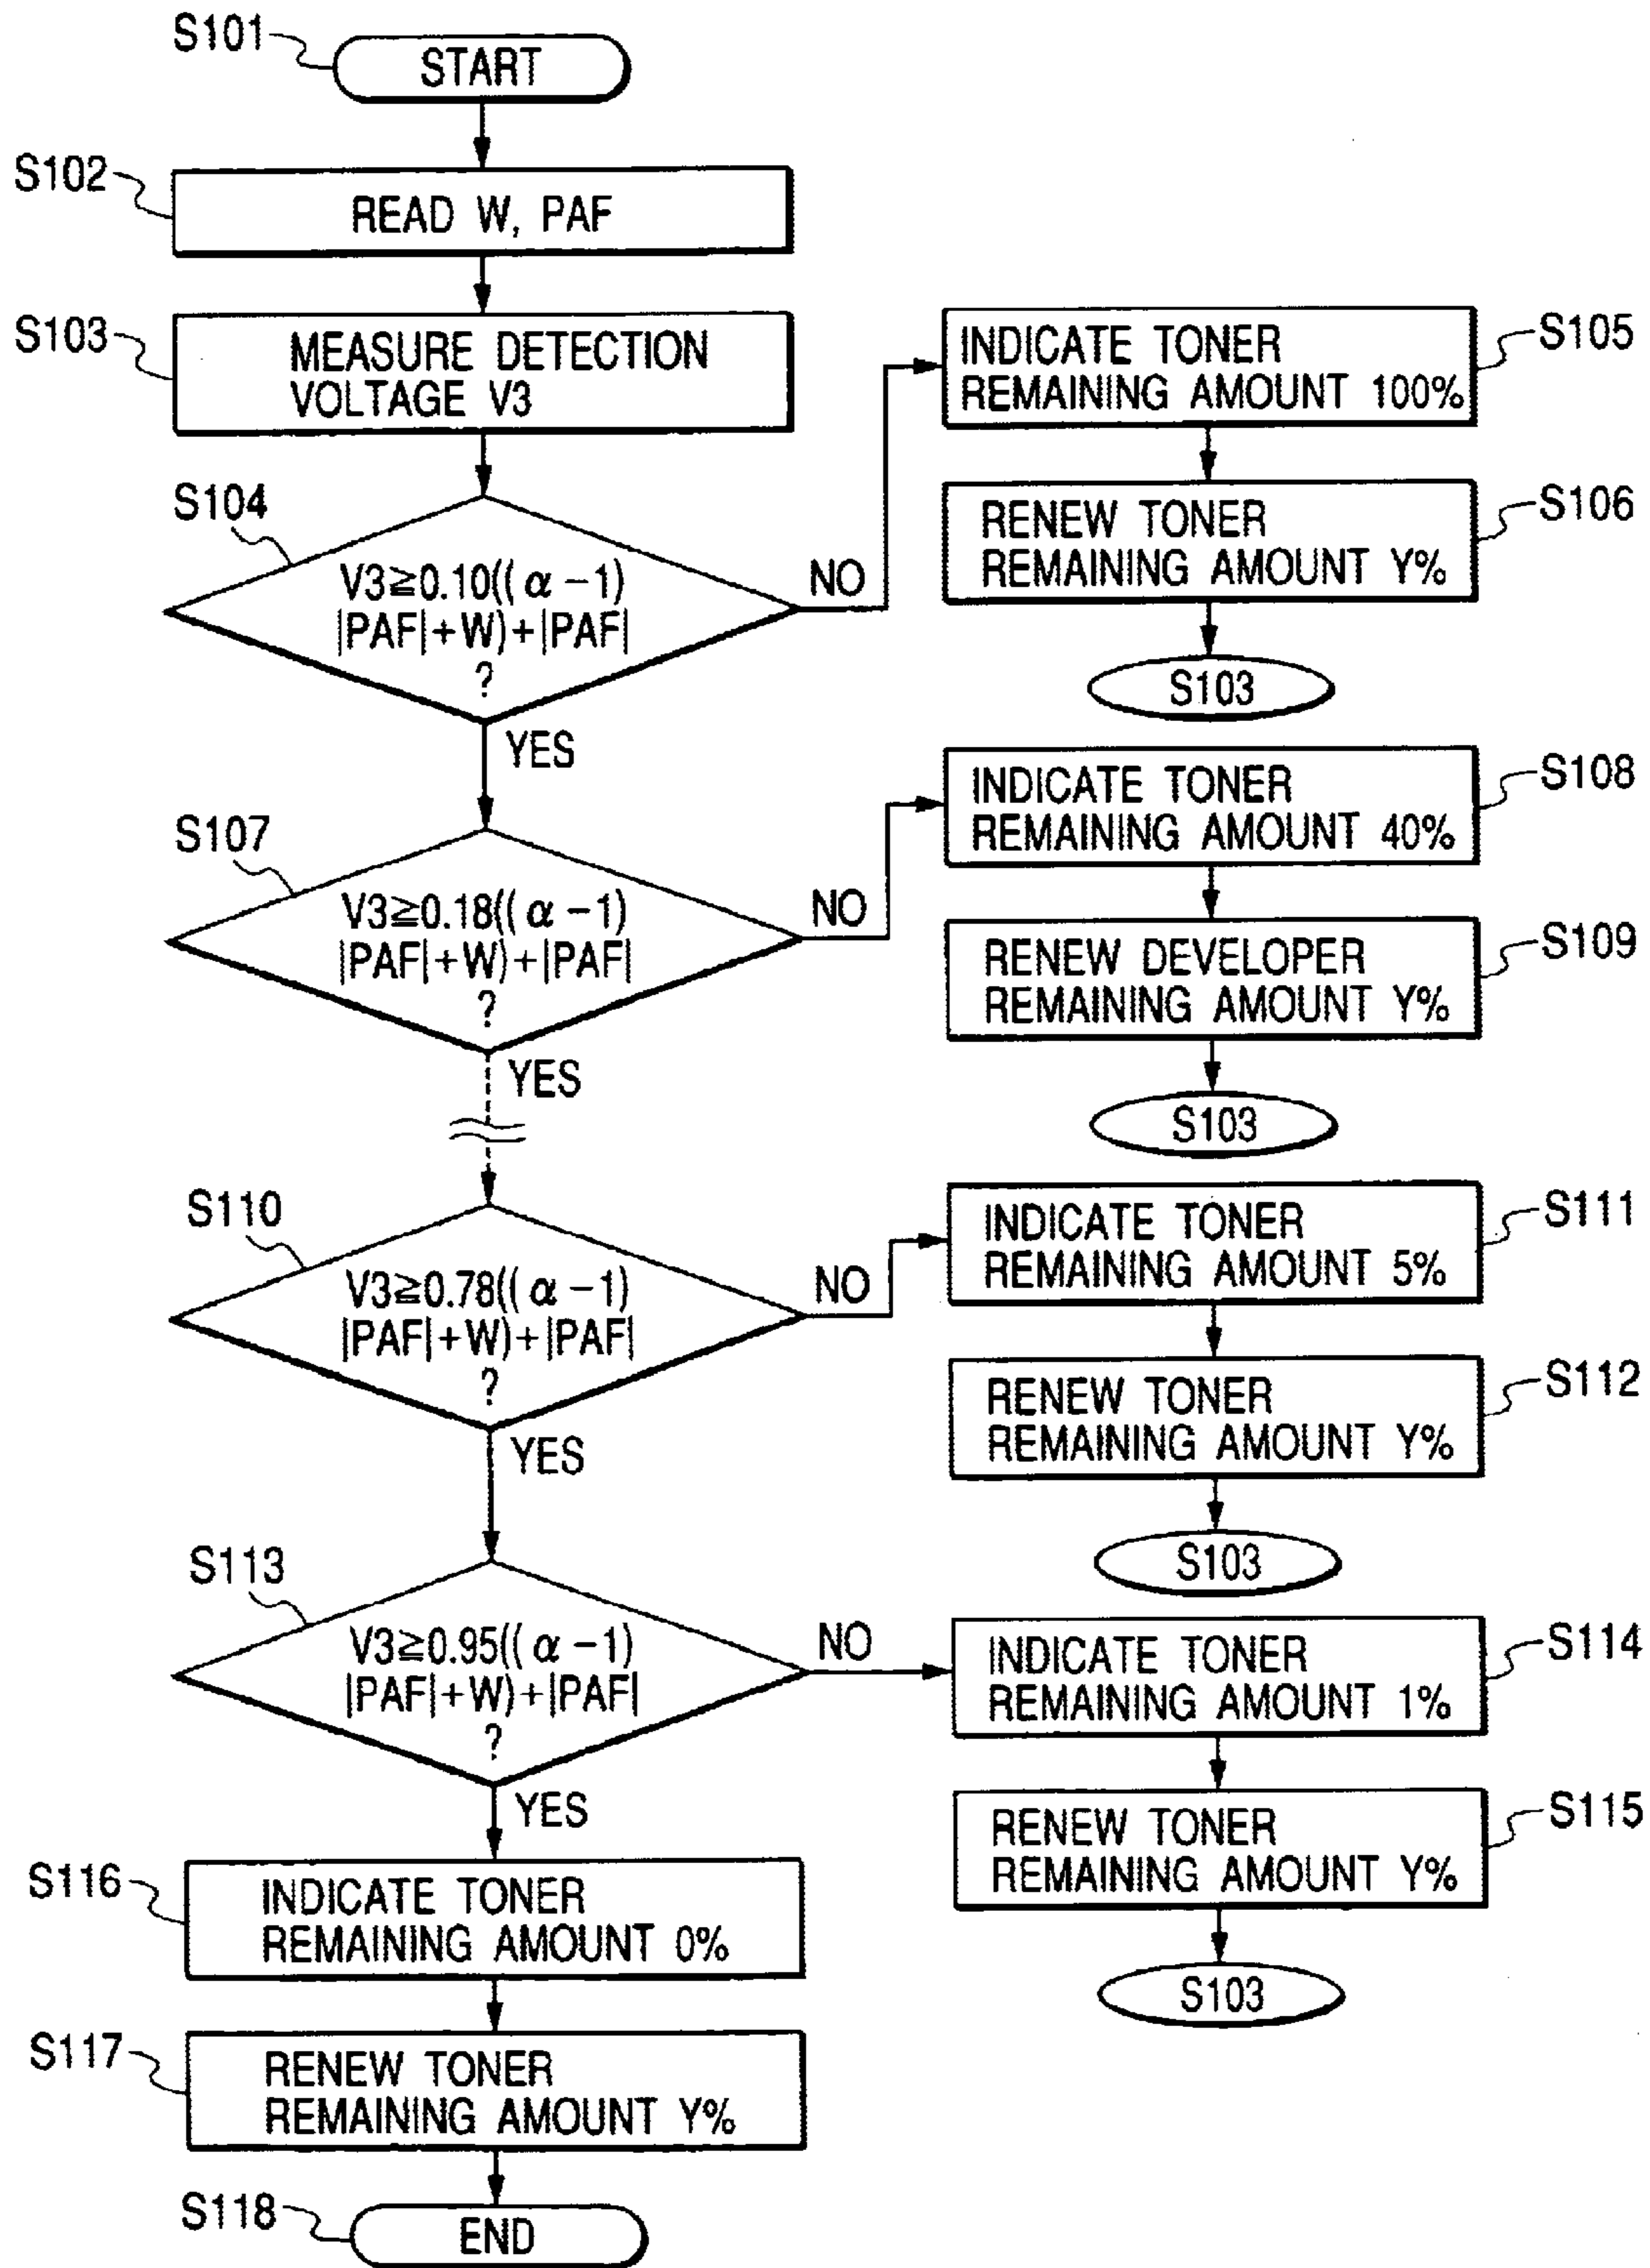 S101
START
S102
READ W, PAF
S103
MEASURE DETECTION
VOLTAGE V3
S104
V3≧0.10((α-1)
|PAF|+W)+|PAF|
?
NO
YES
S105
INDICATE TONER
REMAINING AMOUNT 100%
S106
RENEW TONER
REMAINING AMOUNT Y%
S103
S107
V3≧0.18((α-1)
|PAF|+W)+|PAF|
?
NO
YES
S108
INDICATE TONER
REMAINING AMOUNT 40%
S109
RENEW DEVELOPER
REMAINING AMOUNT Y%
S103
S110
V3≧0.78((α-1)
|PAF|+W)+|PAF|
?
NO
YES
S111
INDICATE TONER
REMAINING AMOUNT 5%
S112
RENEW TONER
REMAINING AMOUNT Y%
S103
S113
V3≧0.95((α-1)
|PAF|+W)+|PAF|
?
NO
YES
S114
INDICATE TONER
REMAINING AMOUNT 1%
S115
RENEW TONER
REMAINING AMOUNT Y%
S103
S116
INDICATE TONER
REMAINING AMOUNT 0%
S117
RENEW TONER
REMAINING AMOUNT Y%
S118
END